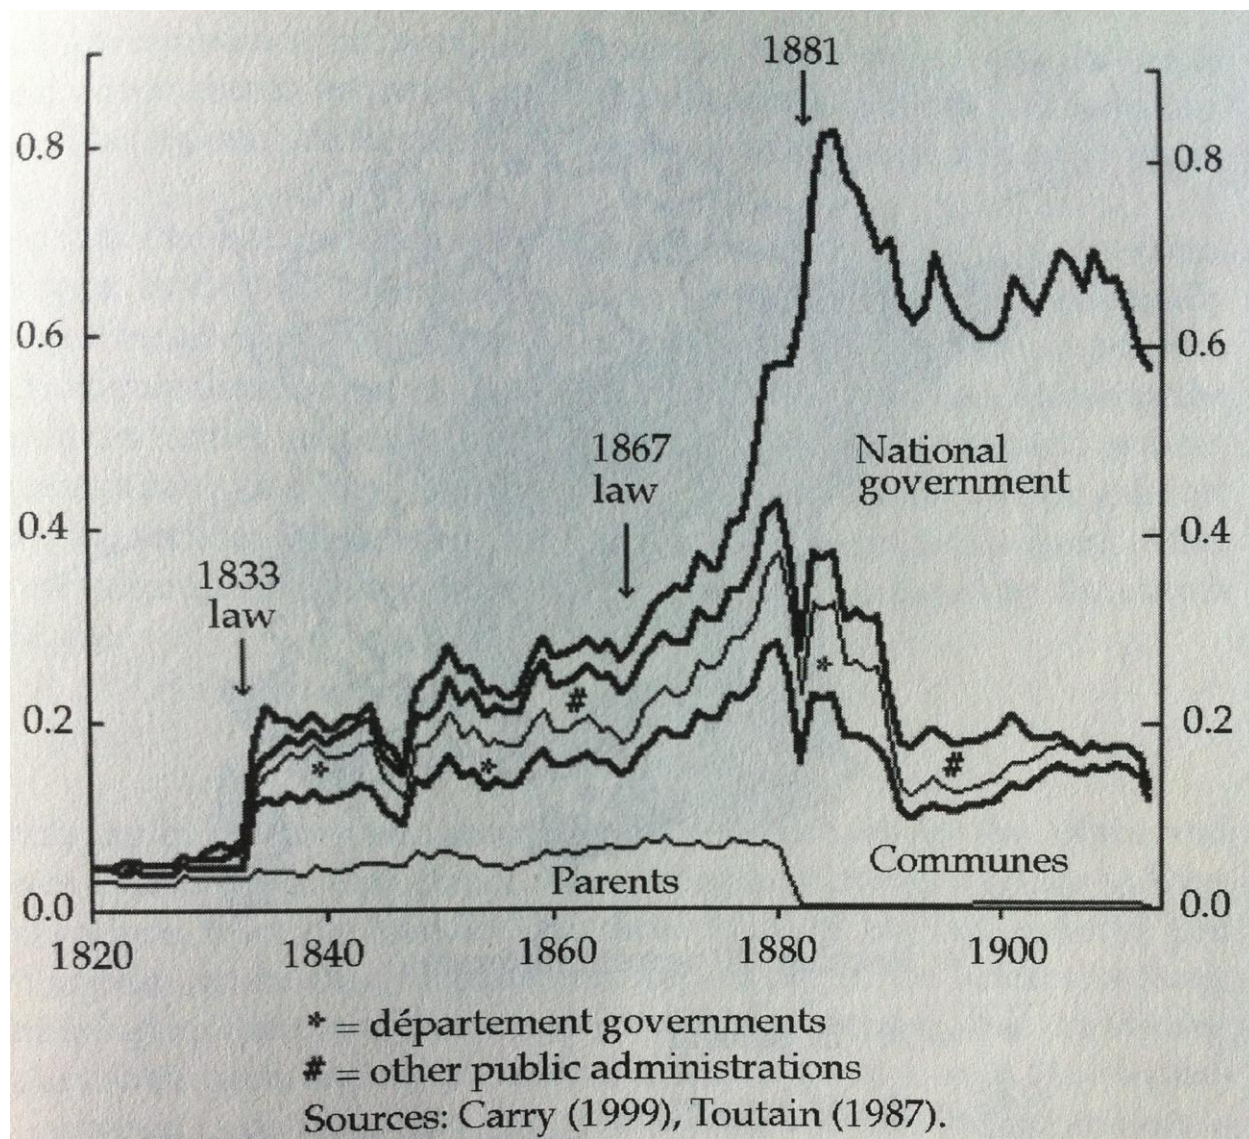 1881
0.8
0.8
0.6
0.6
1867
law
National
government
0.4
0.4
1833
law
0.2
0.2
*
#
*
*
#
Parents
Communes
0.0
0.0
1820
1840
1860
1880
1900
* = département governments
# = other public administrations
Sources: Carry (1999), Toutain (1987).